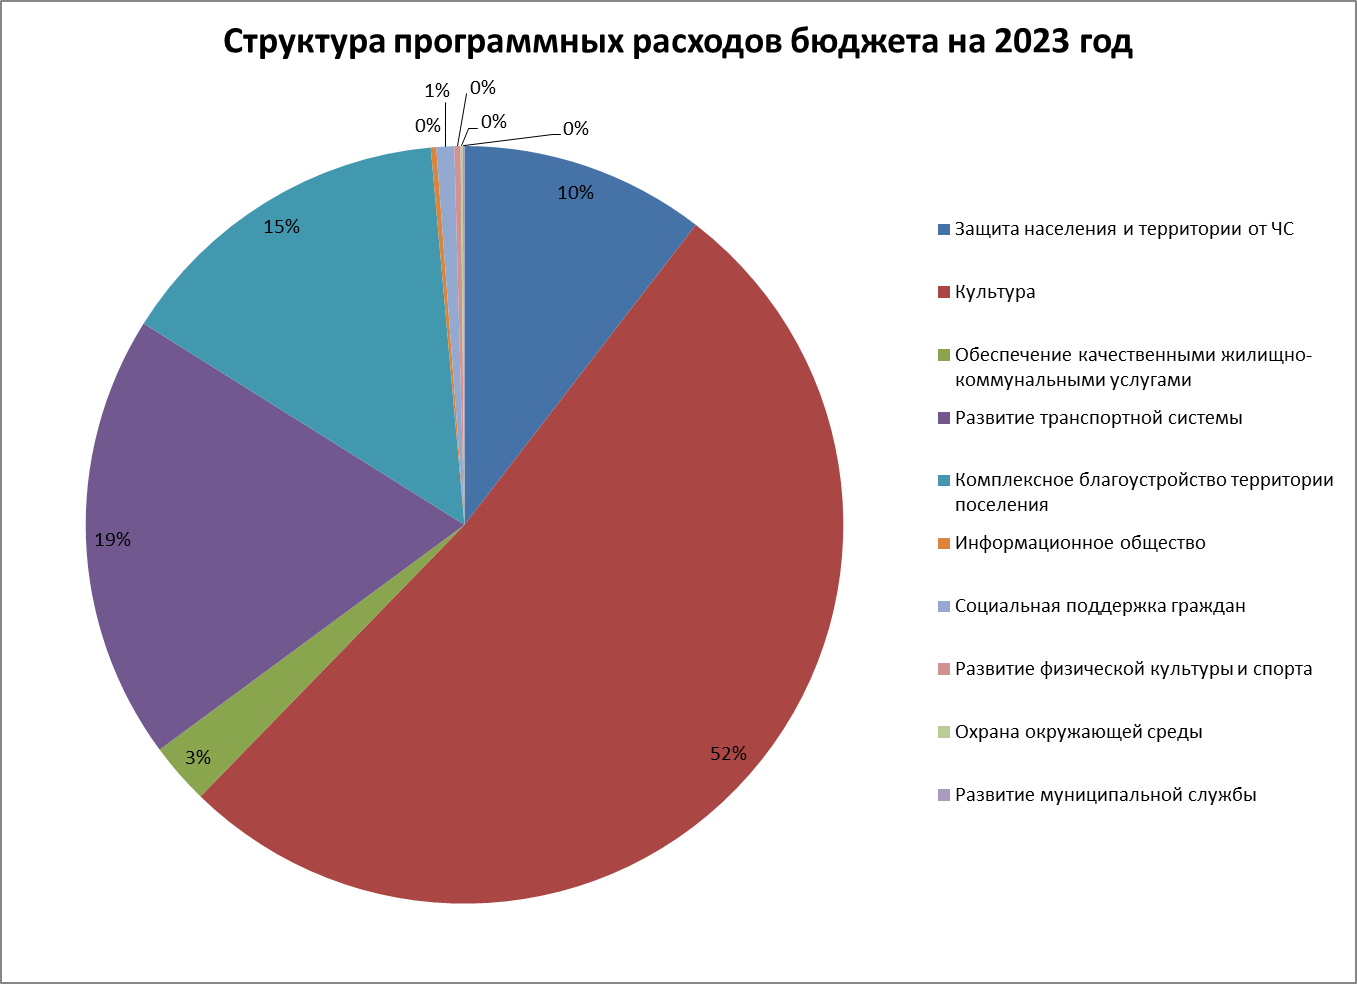 Структура программных расходов бюджета на 2023 год
1%
0%
0%
0%
0%
10%
15%
19%
3%
52%
Защита населения и территории от ЧС
Культура
Обеспечение качественными жилищно-
коммунальными услугами
Развитие транспортной системы
Комплексное благоустройство территории
поселения
Информационное общество
Социальная поддержка граждан
Развитие физической культуры и спорта
Охрана окружающей среды
Развитие муниципальной службы